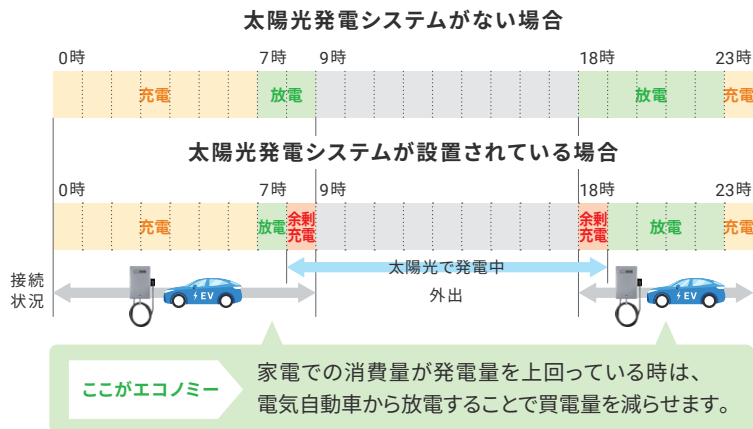 太陽光発電システムがない場合
0時 7時 9時 18時 23時
充電 放電 放電 充電
太陽光発電システムが設置されている場合
0時 7時 9時 18時 23時
充電 放電 余剰 余剰 放電 充電
充電 充電
太陽光で発電中
接続
状況
EV 外出 EV
ここがエコノミー
家電での消費量が発電量を上回っている時は、
電気自動車から放電することで買電量を減らせます。